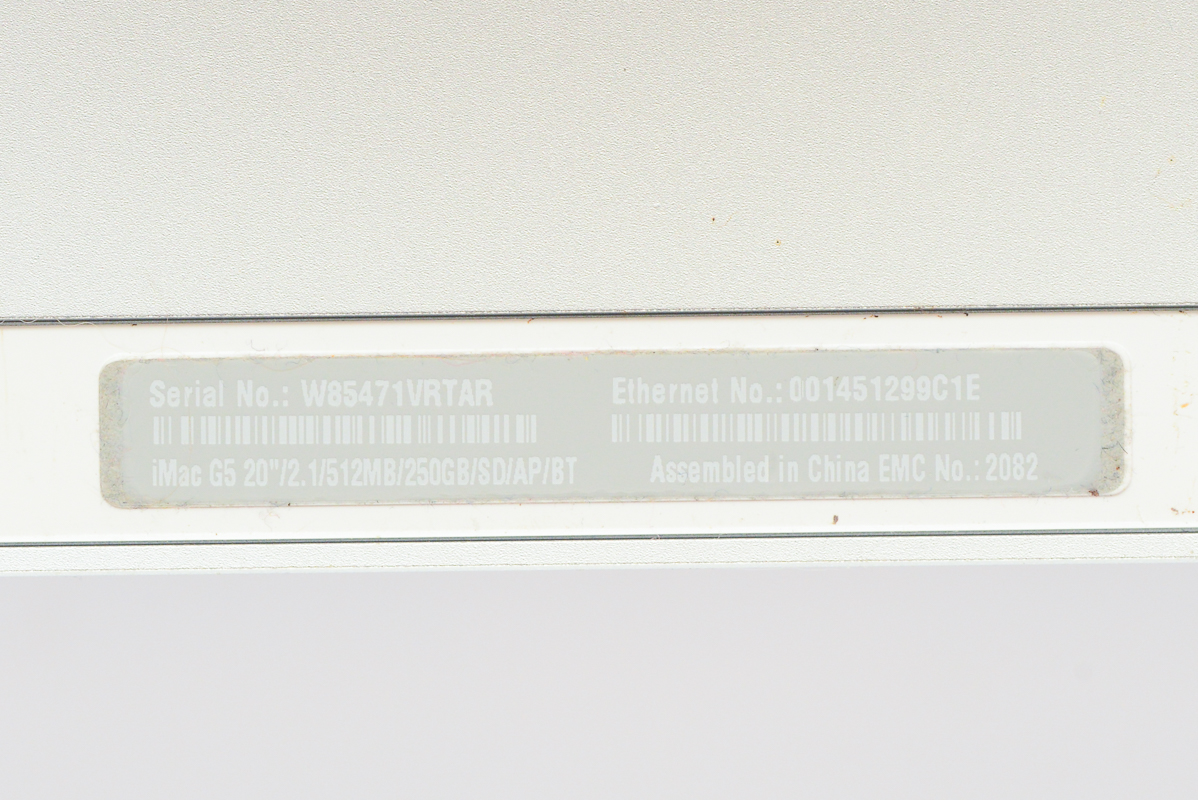 Serial No.: W85471VRTAR
Ethernet No.: 001451299C1E
iMac G5 20"/2.1/512MB/250GB/SD/AP/BT
Assembled in China EMC No.: 2082